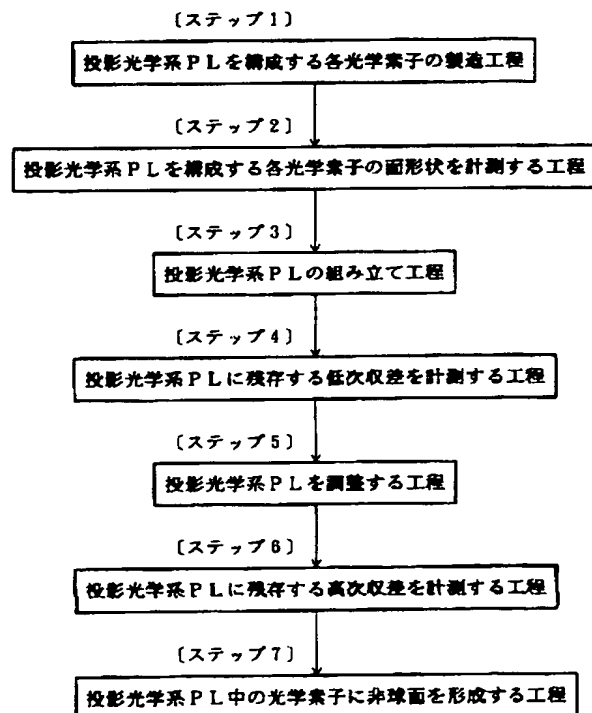 〔ステップ1〕
投影光学系PLを構成する各光学素子の製造工程
〔ステップ2〕
投影光学系PLを構成する各光学素子の面形状を計測する工程
〔ステップ3〕
投影光学系PLの組み立て工程
〔ステップ4〕
投影光学系PLに残存する低次収差を計測する工程
〔ステップ5〕
投影光学系PLを調整する工程
〔ステップ6〕
投影光学系PLに残存する高次収差を計測する工程
〔ステップ7〕
投影光学系PL中の光学素子に非球面を形成する工程